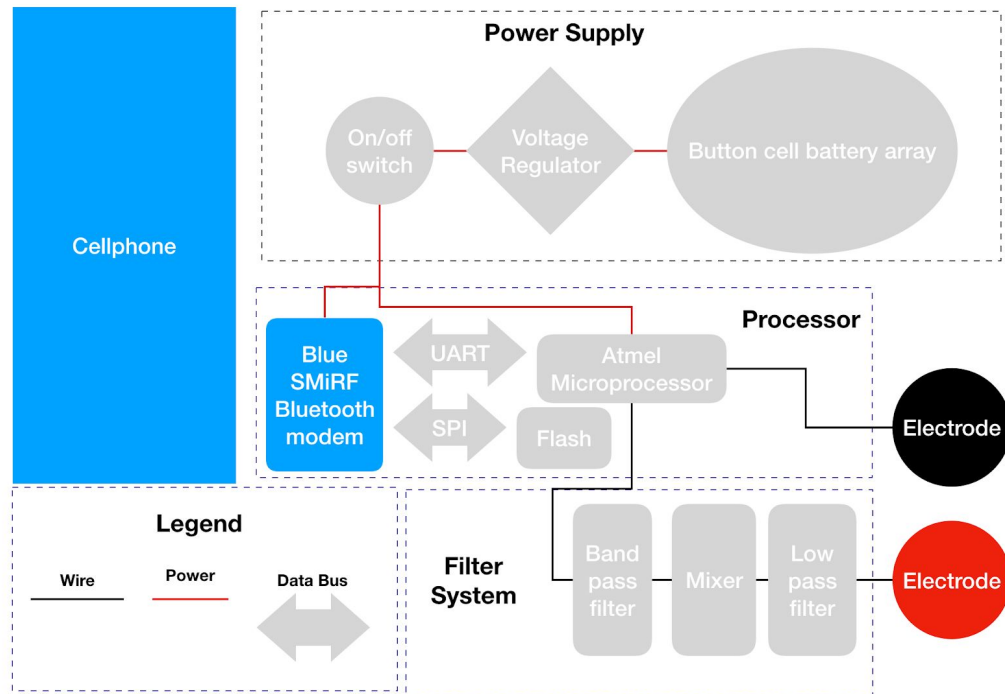 Power Supply
On/off
switch
Voltage
Regulator
Button cell battery array
Cellphone
Processor
Blue
SMiRF
Bluetooth
modem
UART
SPI
Atmel
Microprocessor
Flash
Electrode
Legend
Wire
Power
Data Bus
Filter
System
Band
pass
filter
Mixer
Low
pass
filter
Electrode